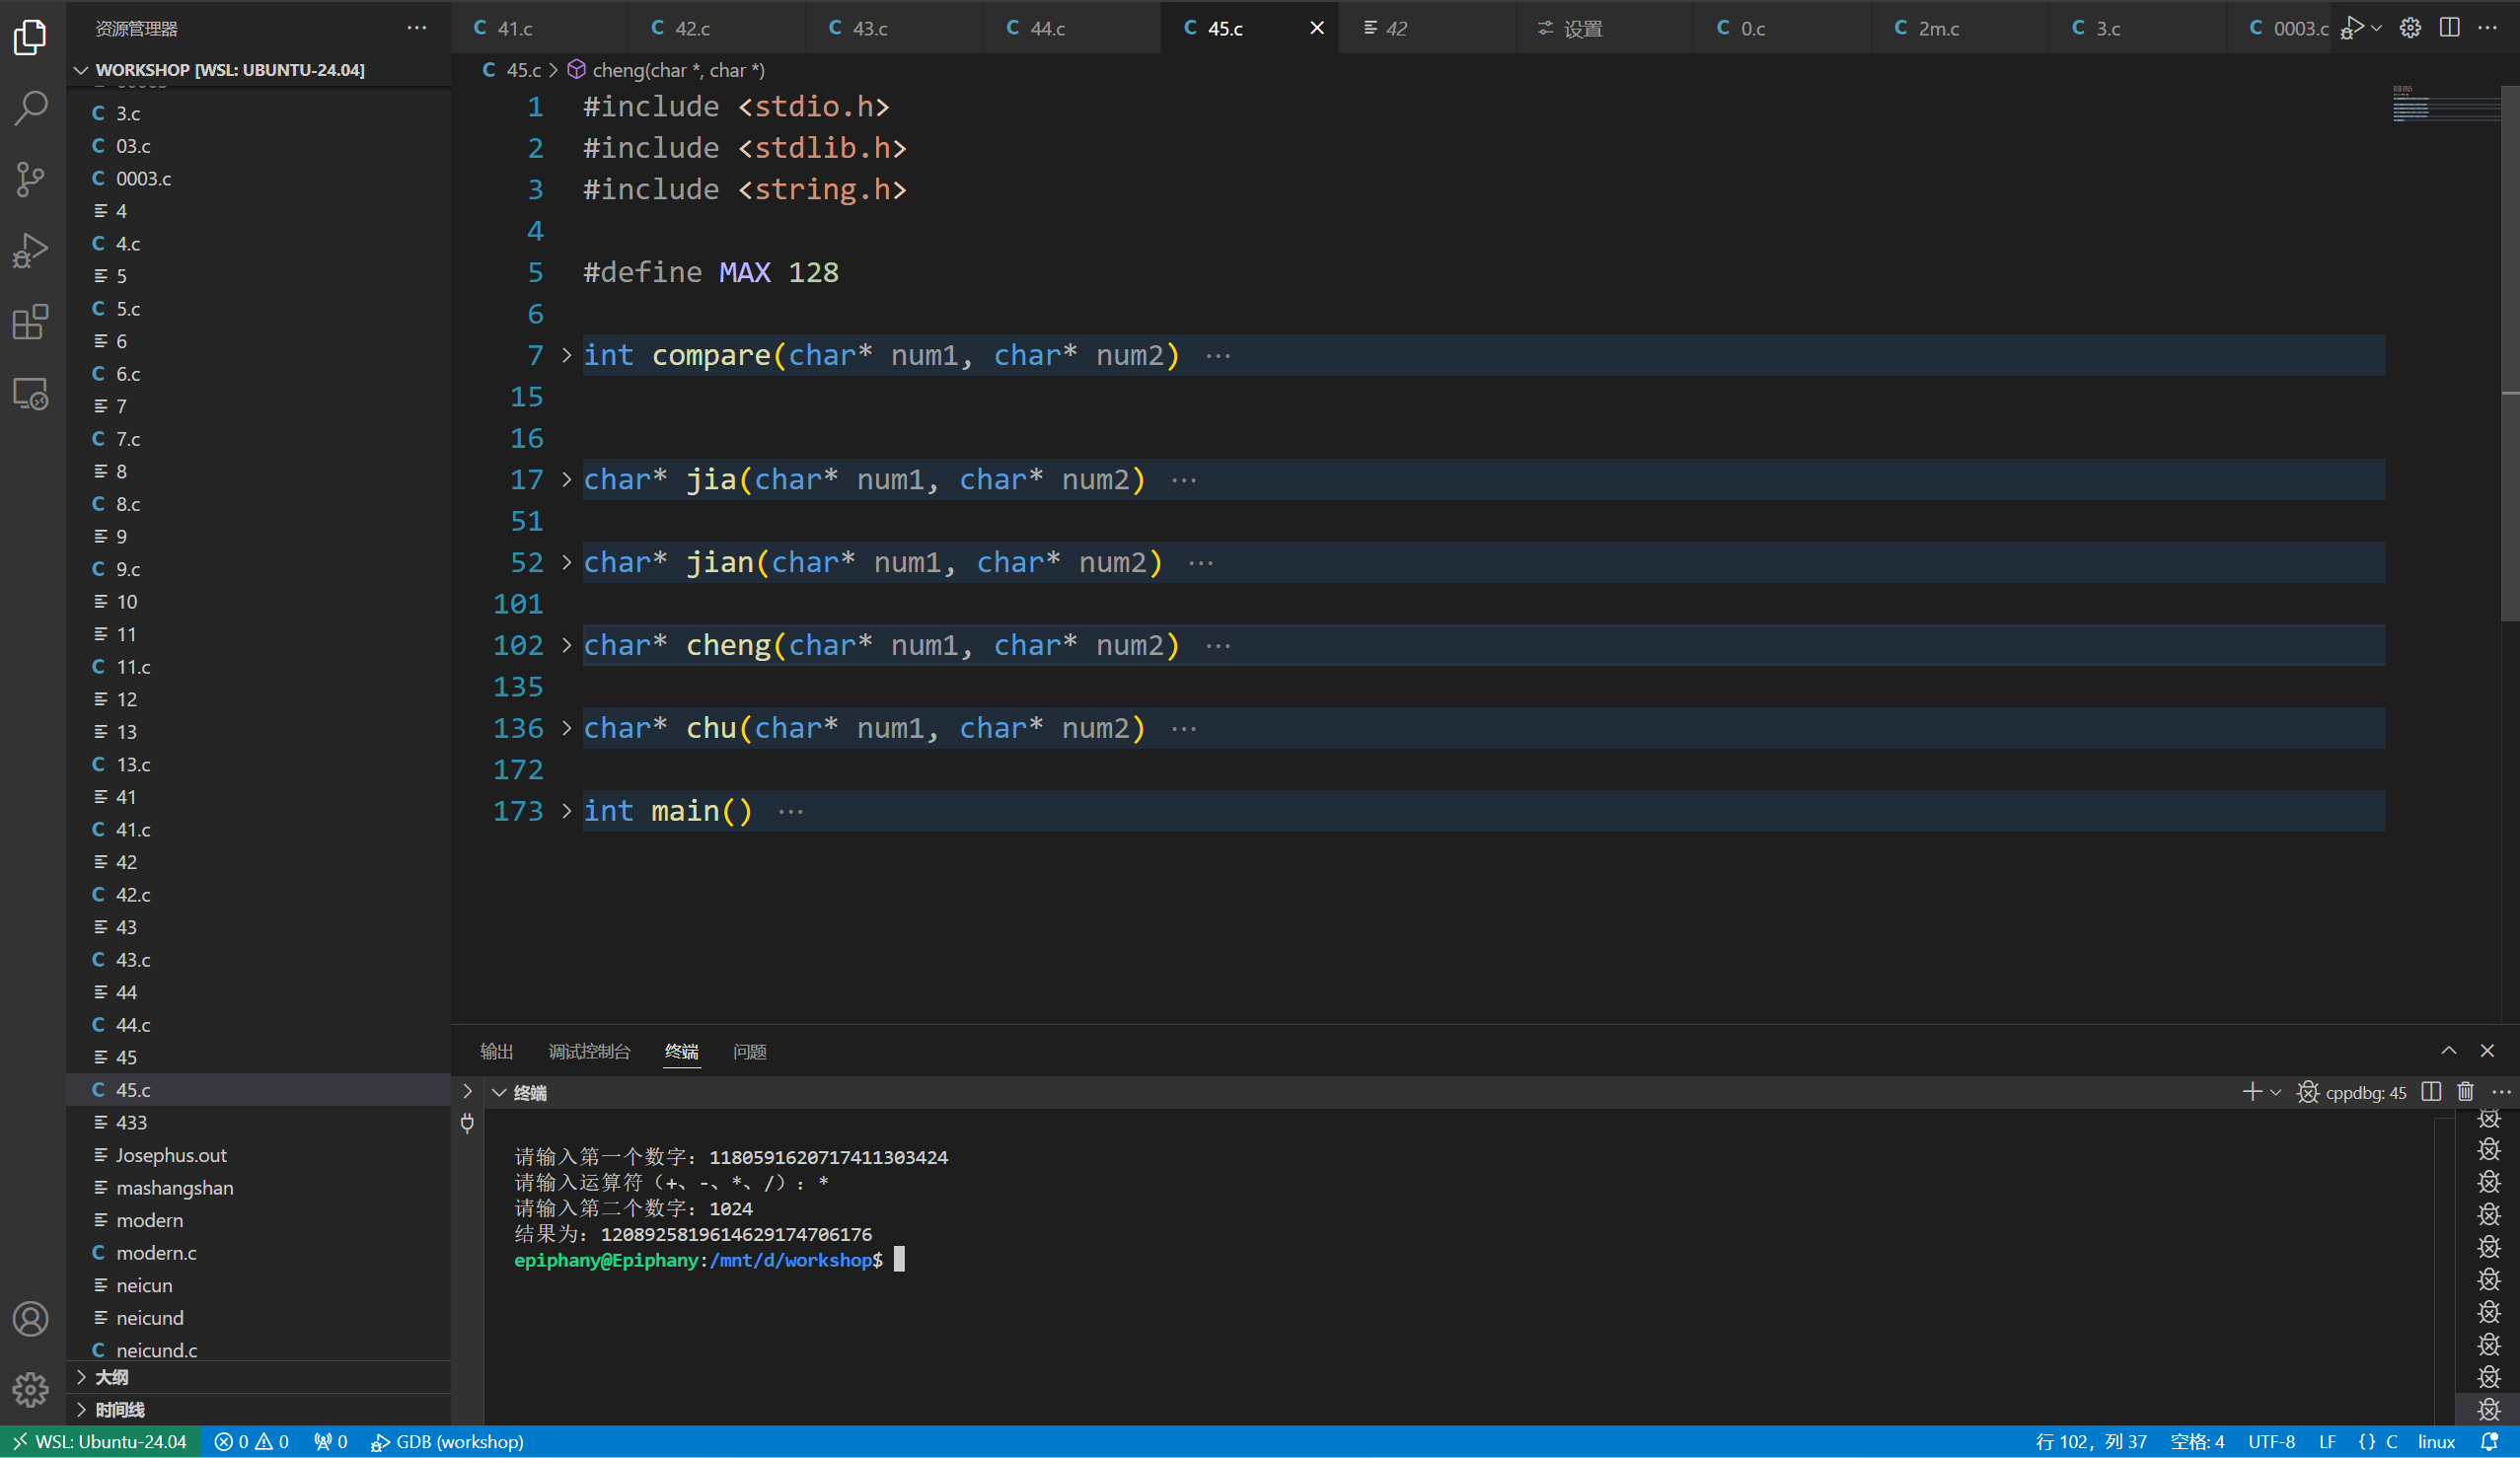 资源管理器
WORKSHOP [WSL: UBUNTU-24.04]
3.c
03.c
0003.c
4
4.c
5
5.c
6
6.c
7
7.c
8
8.c
9
9.c
10
11
11.c
12
13
13.c
41
41.c
42
42.c
43
43.c
44
44.c
45
45.c
433
Josephus.out
mashangshan
modern
modern.c
neicun
neicund
neicund.c
大纲
时间线
41.c 42.c 43.c 44.c 45.c 42 设置 0.c 2m.c 3.c 0003.c
45.c > cheng(char *, char *)
1 #include <stdio.h>
2 #include <stdlib.h>
3 #include <string.h>
4
5 #define MAX 128
6
7 int compare(char* num1, char* num2) ···
15
16
17 char* jia(char* num1, char* num2) ···
51
52 char* jian(char* num1, char* num2) ···
101
102 char* cheng(char* num1, char* num2) ···
135
136 char* chu(char* num1, char* num2) ···
172
173 int main() ···
输出 调试控制台 终端 问题
终端 cppdbg: 45
请输入第一个数字: 1180591620717411303424
请输入运算符（+、-、*、/）: *
请输入第二个数字: 1024
结果为: 1208925819614629174706176
epiphany@Epiphany:/mnt/d/workshop$
WSL: Ubuntu-24.04 0 0 0 GDB (workshop) 行 102，列 37 空格: 4 UTF-8 LF {} C linux